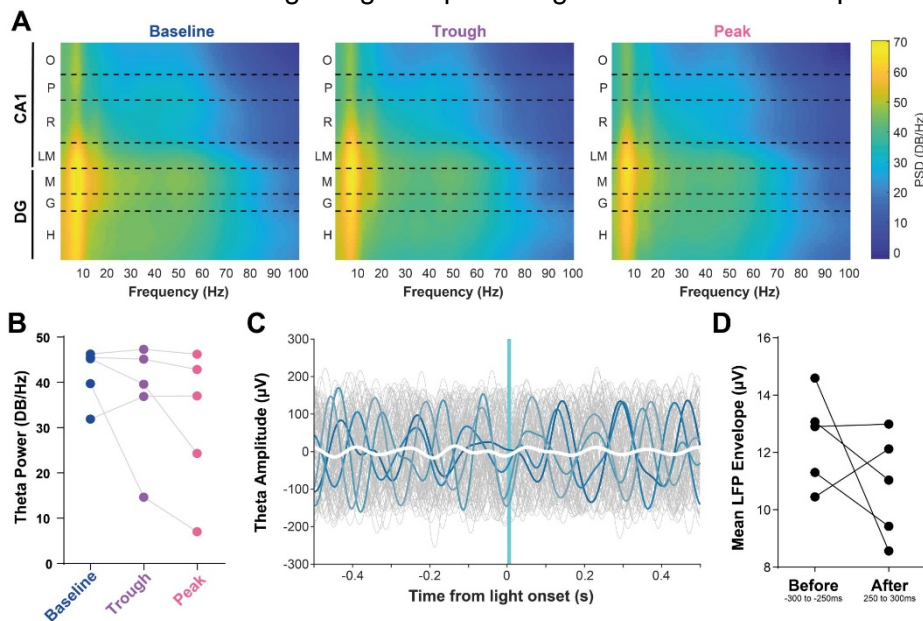 A
Baseline
Trough
Peak
CA1
DG
O
P
R
LM
M
G
H
10 20 30 40 50 60 70 80 90 100
Frequency (Hz)
O
P
R
LM
M
G
H
10 20 30 40 50 60 70 80 90 100
Frequency (Hz)
O
P
R
LM
M
G
H
10 20 30 40 50 60 70 80 90 100
Frequency (Hz)
70
60
50
40
30
20
10
0
PSD (DB/Hz)
B
50
40
30
20
10
0
Theta Power (DB/Hz)
Baseline
Trough
Peak
C
300
200
100
0
-100
-200
-300
Theta Amplitude (µV)
-0.4 -0.2 0 0.2 0.4
Time from light onset (s)
D
16
14
12
10
8
Mean LFP Envelope (µV)
Before After
-300 to -250ms 250 to 300ms